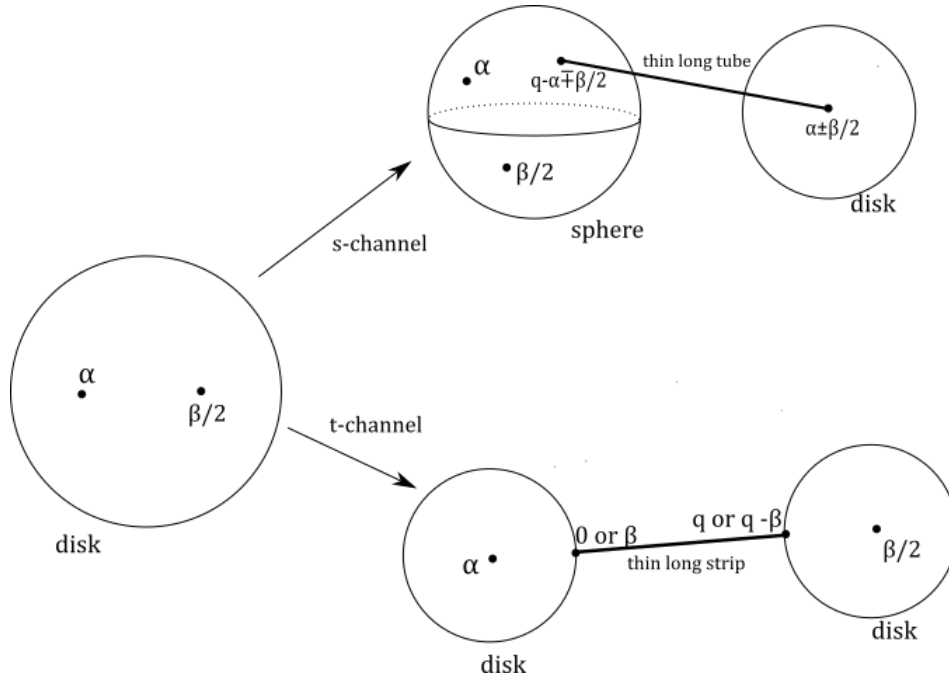 α
q-α∓β/2
thin long tube
α±β/2
β/2
disk
sphere
s-channel
α
β/2
t-channel
disk
0 or β
q or q -β
thin long strip
α
β/2
disk
disk